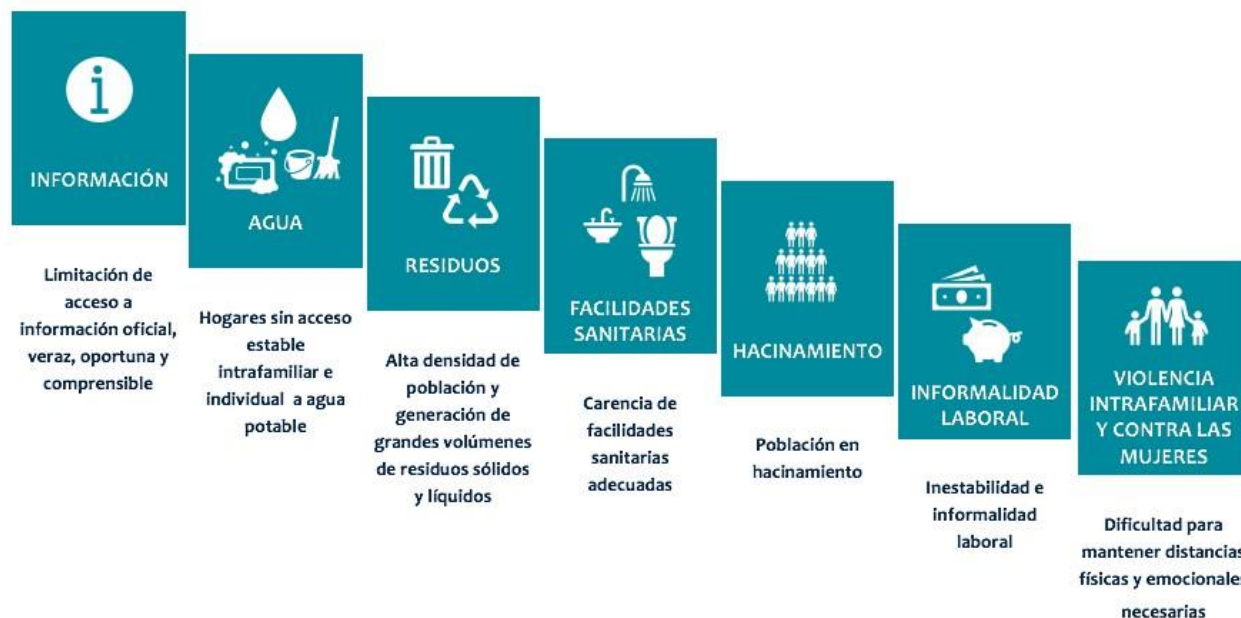 INFORMACIÓN
Limitación de
acceso a
información oficial,
veraz, oportuna y
comprensible
AGUA
Hogares sin acceso
estable
intrafamiliar e
individual a agua
potable
RESIDUOS
Alta densidad de
población y
generación de
grandes volúmenes
de residuos sólidos
y líquidos
FACILIDADES
SANITARIAS
Carencia de
facilidades
sanitarias
adecuadas
HACINAMIENTO
Población en
hacinamiento
INFORMALIDAD
LABORAL
Inestabilidad e
informalidad
laboral
VIOLENCIA
INTRAFAMILIAR
Y CONTRA LAS
MUJERES
Dificultad para
mantener distancias
físicas y emocionales
necesarias